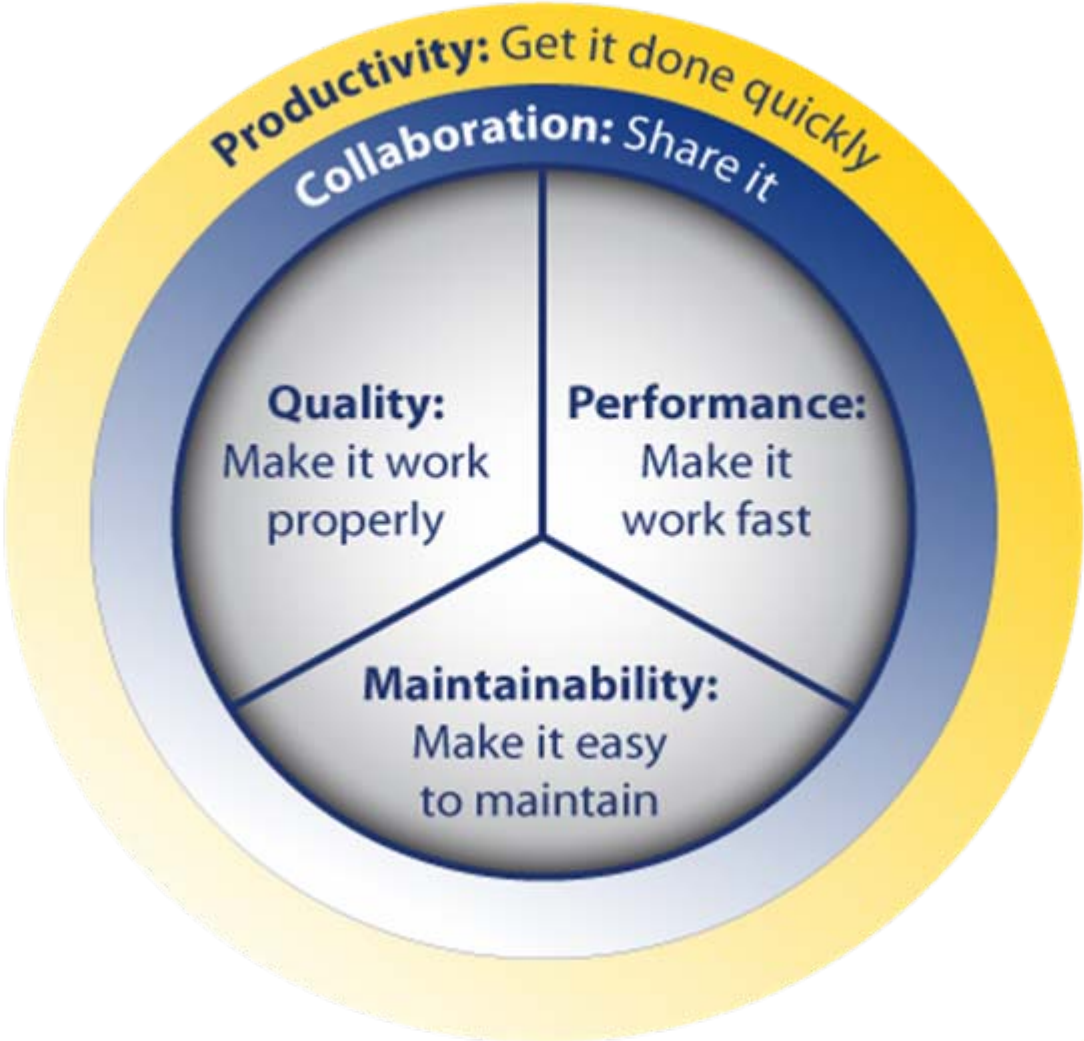 Productivity: Get it done quickly
Collaboration: Share it
Quality:
Make it work
properly
Performance:
Make it
work fast
Maintainability:
Make it easy
to maintain